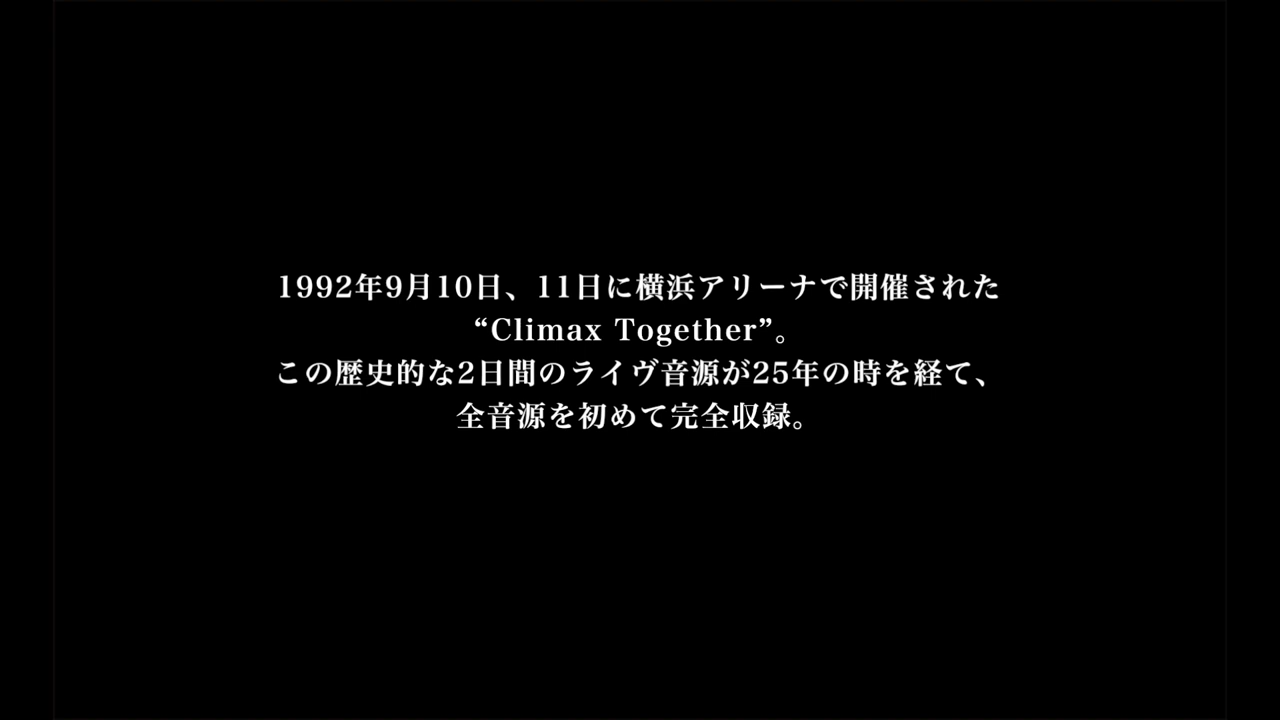 1992年9月10日、11日に横浜アリーナで開催された
“Climax Together”。
この歴史的な2日間のライヴ音源が25年の時を経て、
全音源を初めて完全収録。